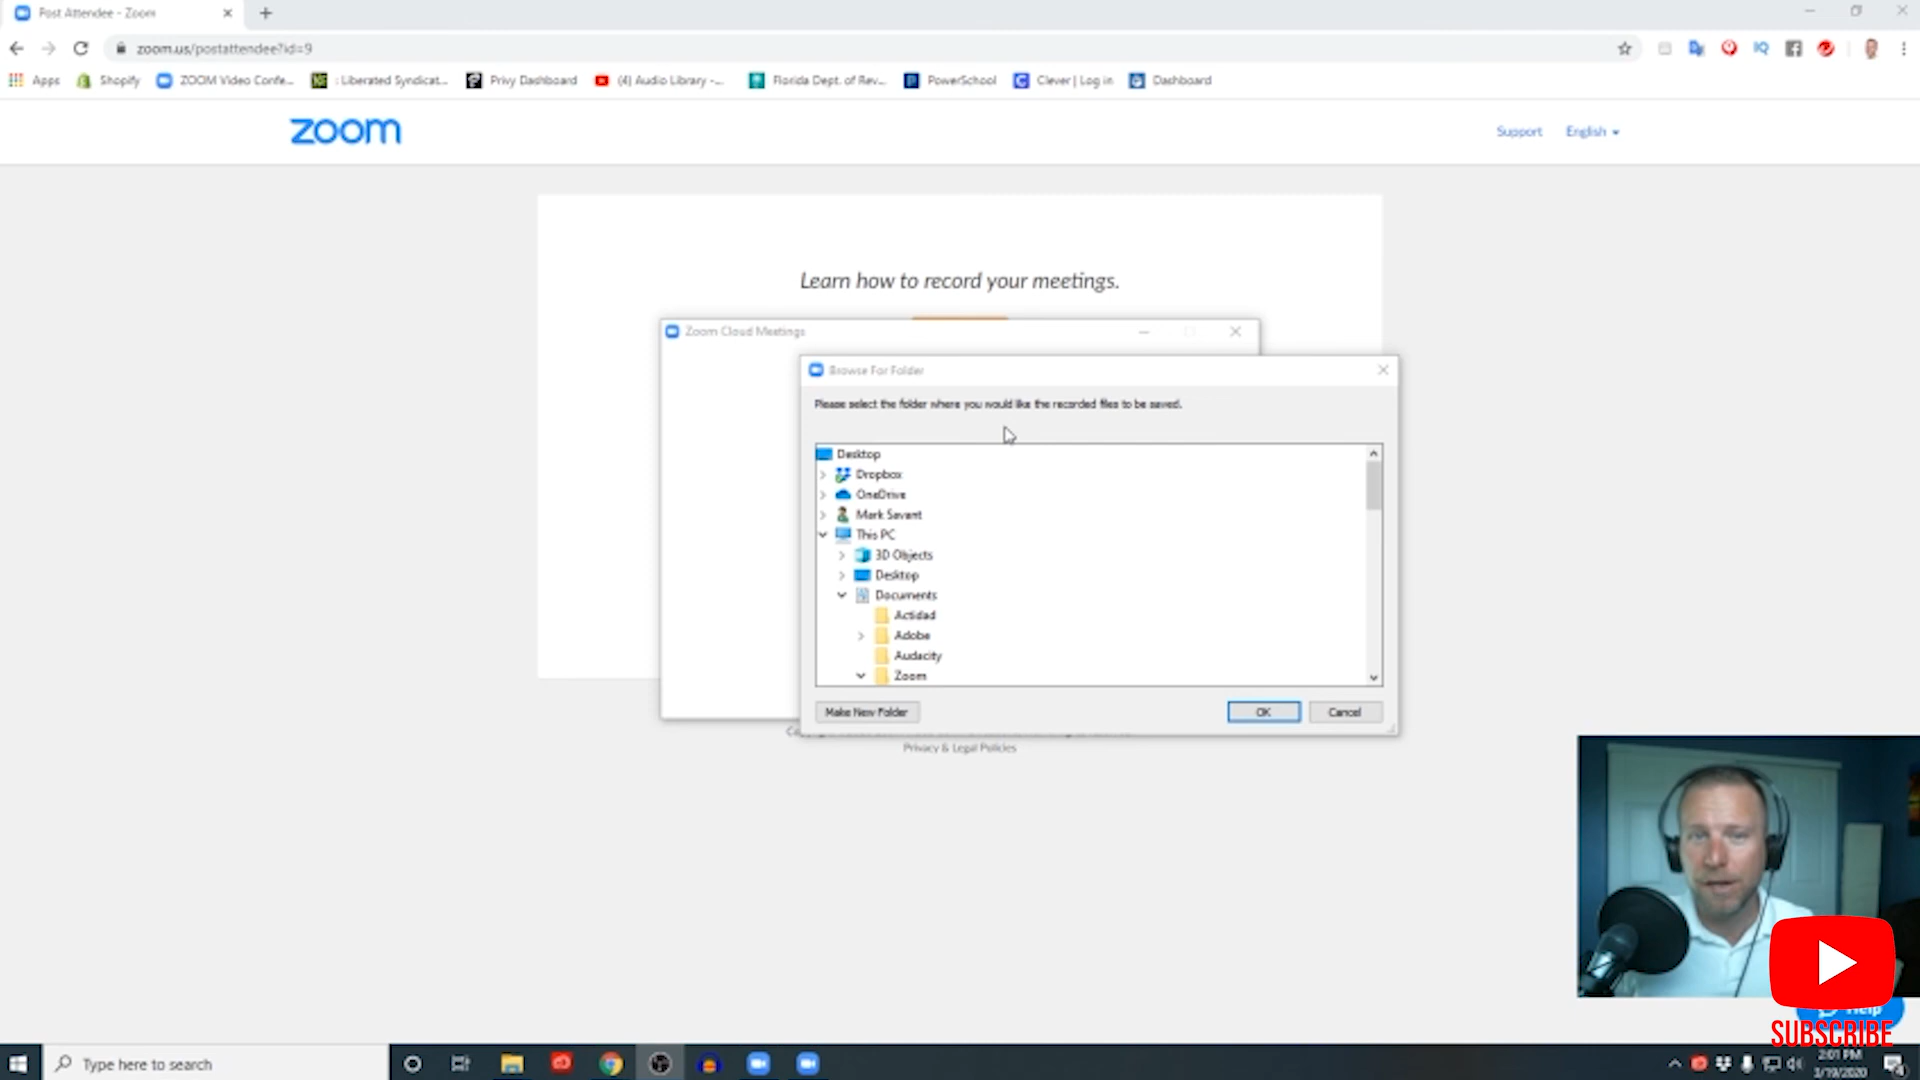 Post Attendee - Zoom
zoom.us/postattendee?id=9
Apps
Shopify
ZOOM Video Confe...
: Liberated Syndicat...
Privy Dashboard
(4) Audio Library -...
Florida Dept. of Rev...
PowerSchool
Clever | Log in
Dashboard
zoom
Support
English
Learn how to record your meetings.
Zoom Cloud Meetings
Browse For Folder
Please select the folder where you would like the recorded files to be saved.
Desktop
Dropbox
OneDrive
Mark Savant
This PC
3D Objects
Desktop
Documents
Actidad
Adobe
Audacity
Zoom
Make New Folder
OK
Cancel
Privacy & Legal Policies
Help
SUBSCRIBE
Type here to search
2:01 PM
3/19/2020